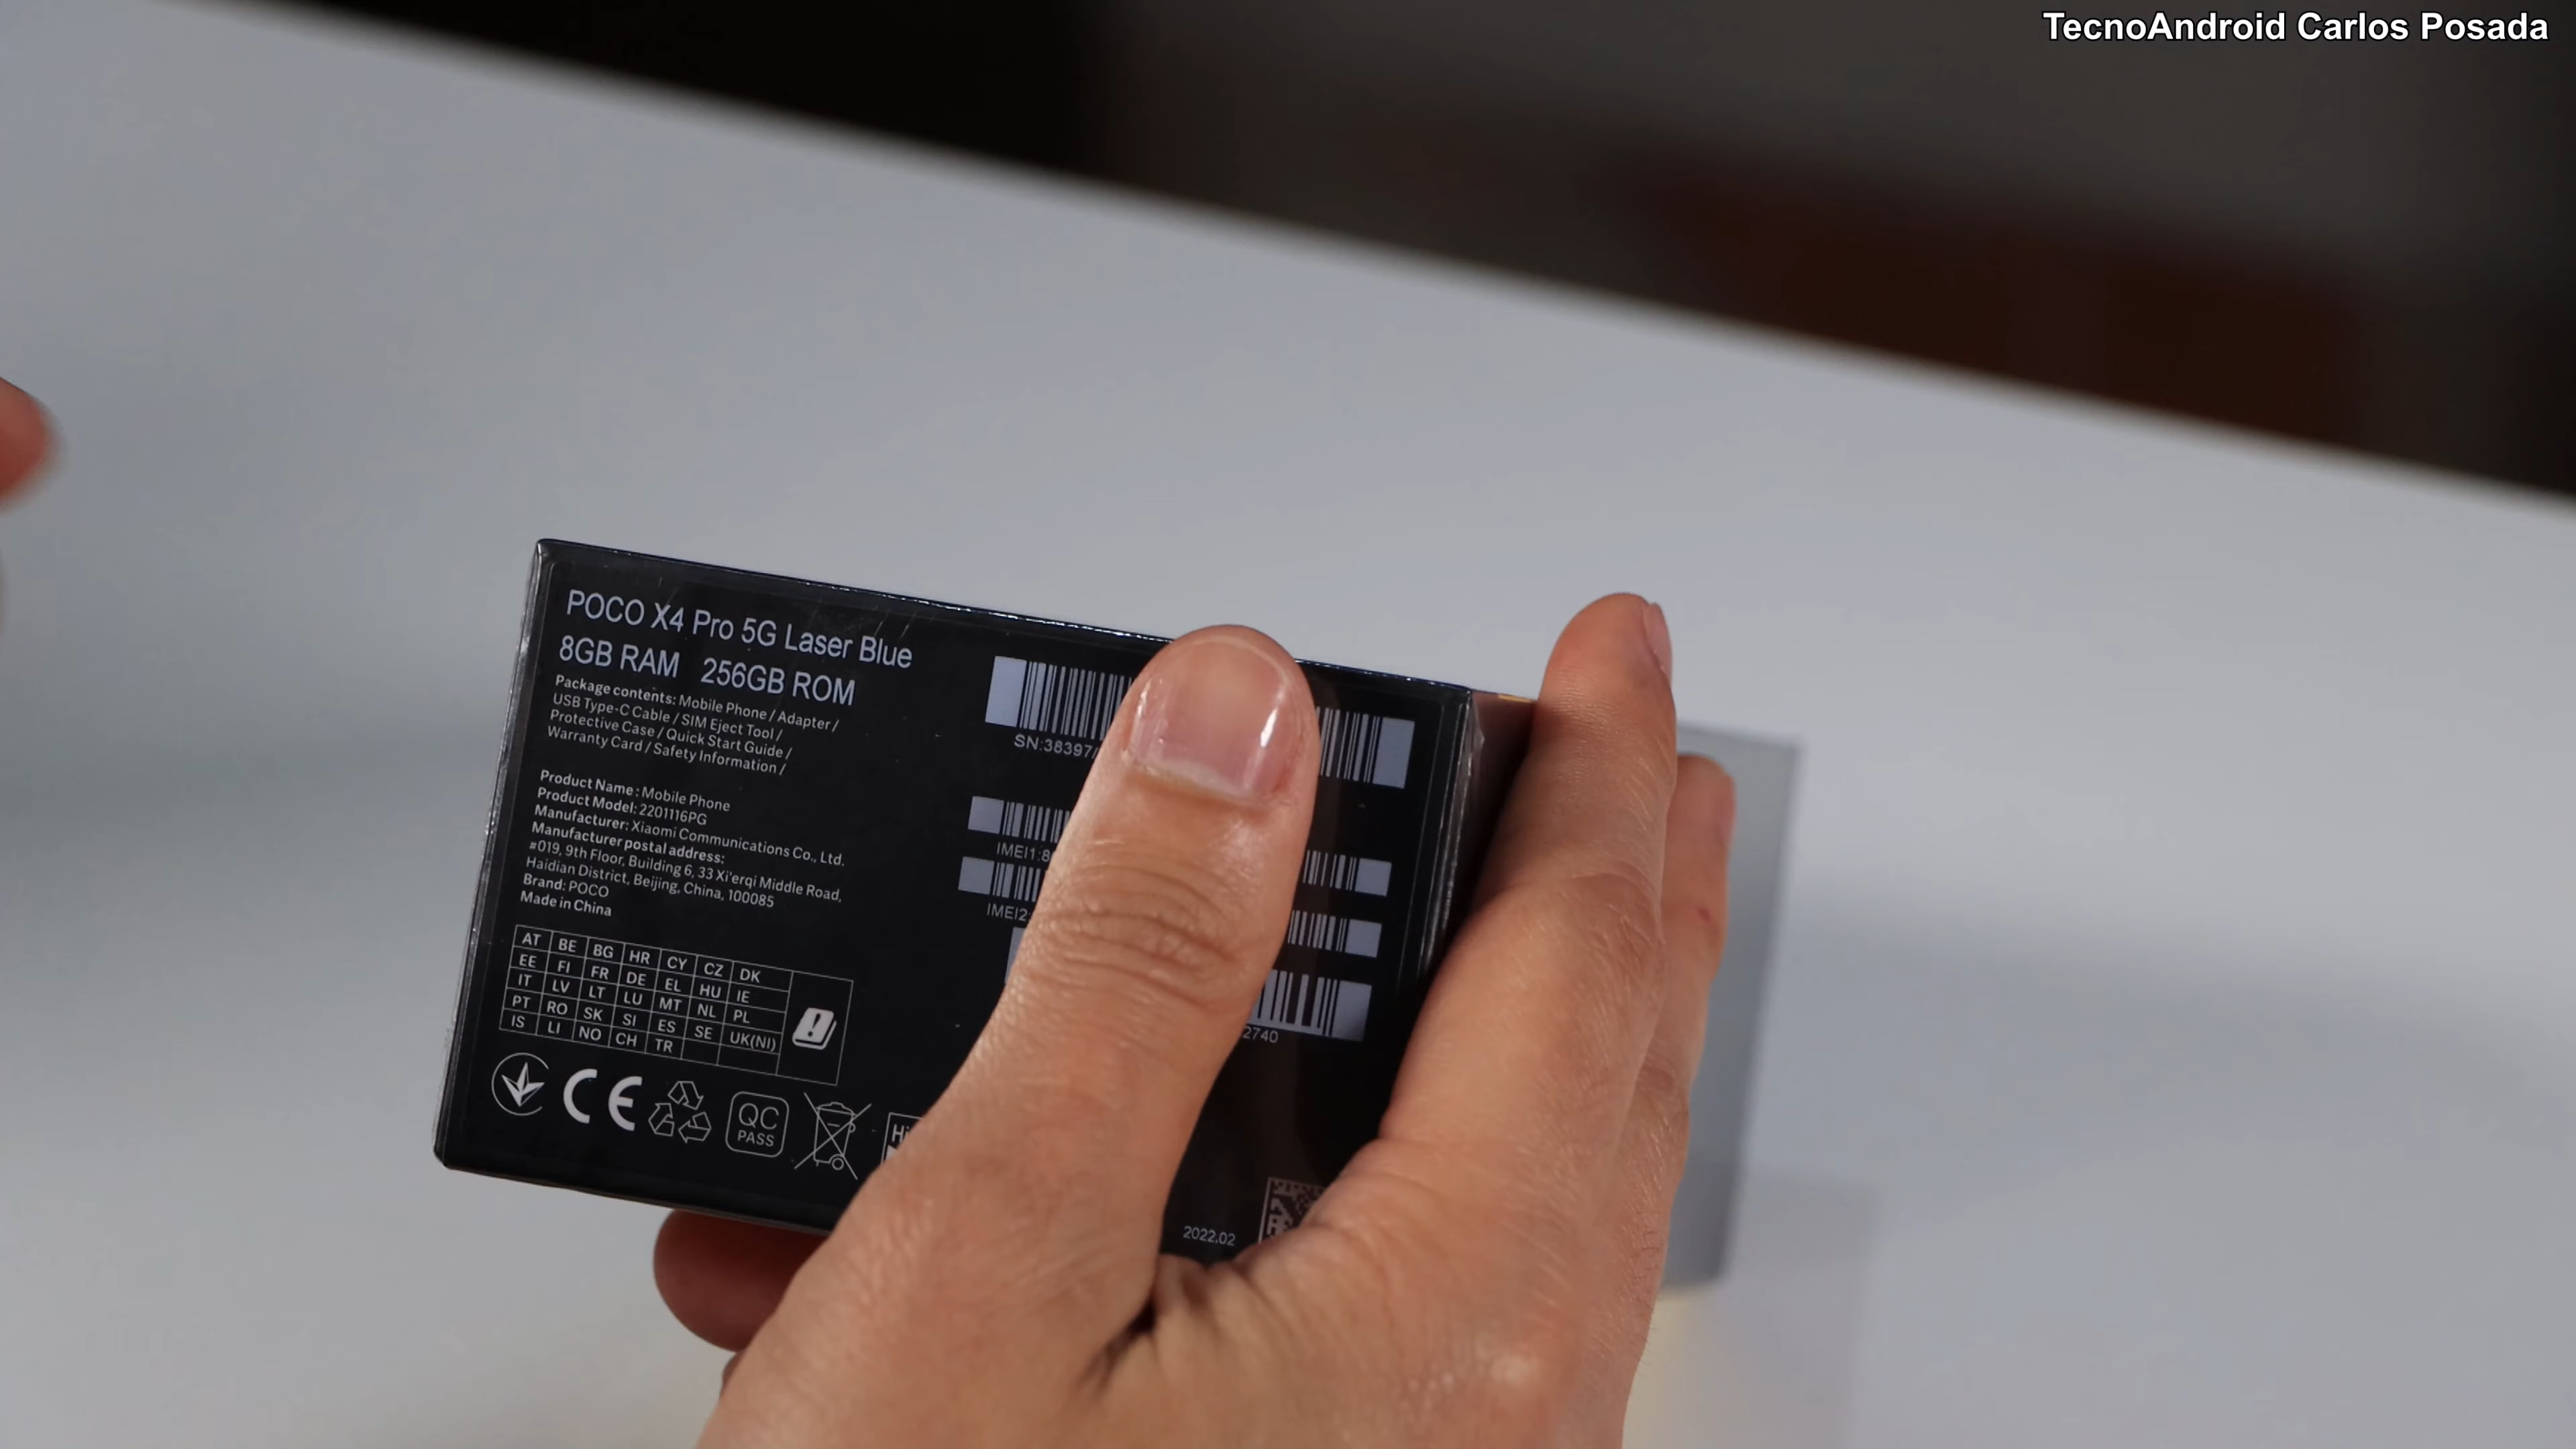 TecnoAndroid Carlos Posada
POCO X4 Pro 5G Laser Blue
8GB RAM 256GB ROM
Package contents: Mobile Phone / Adapter /
USB Type-C Cable / SIM Eject Tool /
Protective Case / Quick Start Guide /
Warranty Card / Safety Information /
Product Name : Mobile Phone
Product Model: 2201116PG
Manufacturer: Xiaomi Communications Co., Ltd.
Manufacturer postal address:
#019, 9th Floor, Building 6, 33 Xi'erqi Middle Road,
Haidian District, Beijing, China, 100085
Brand: POCO
Made in China
AT BE BG HR CY CZ DK
EE FI FR DE EL HU IE
IT LV LT LU MT NL PL
PT RO SK SI ES SE UK(NI)
IS LI NO CH TR
CE
QC
PASS
SN:38397/
IMEI1:8
IMEI2:
2740
2022.02